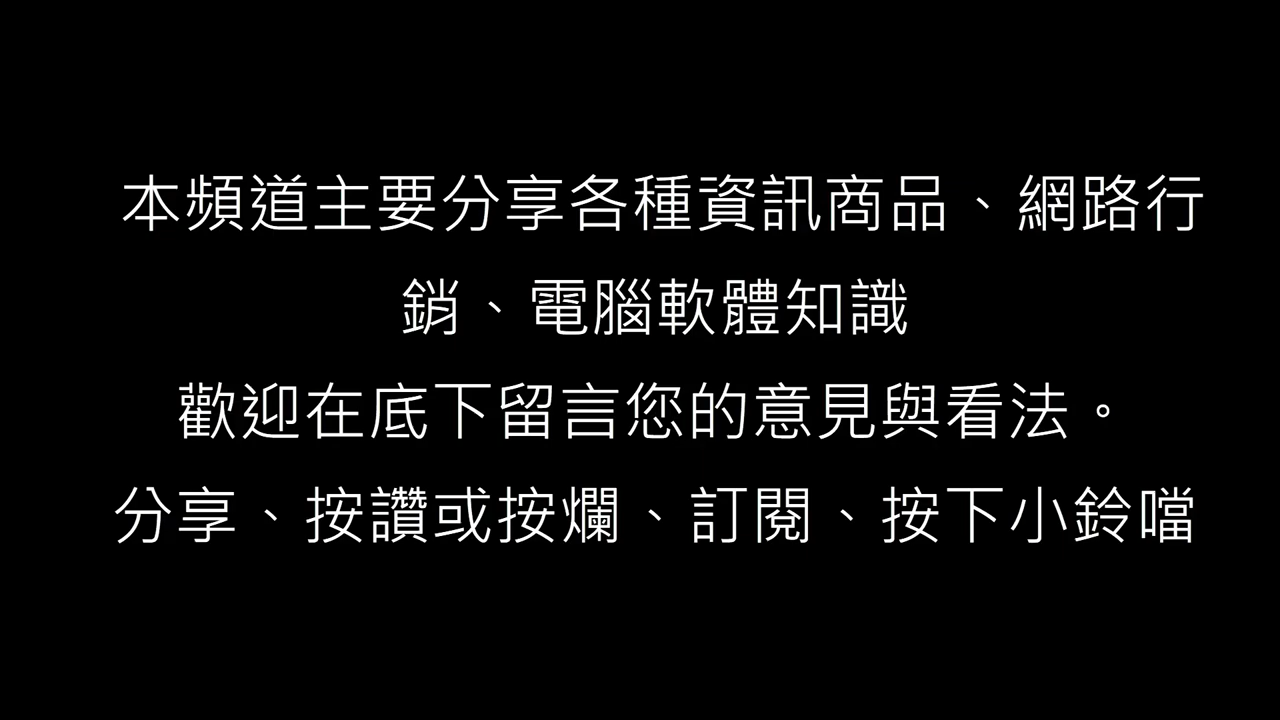 本頻道主要分享各種資訊商品、網路行
銷、電腦軟體知識
歡迎在底下留言您的意見與看法。
分享、按讚或按爛、訂閱、按下小鈴噹